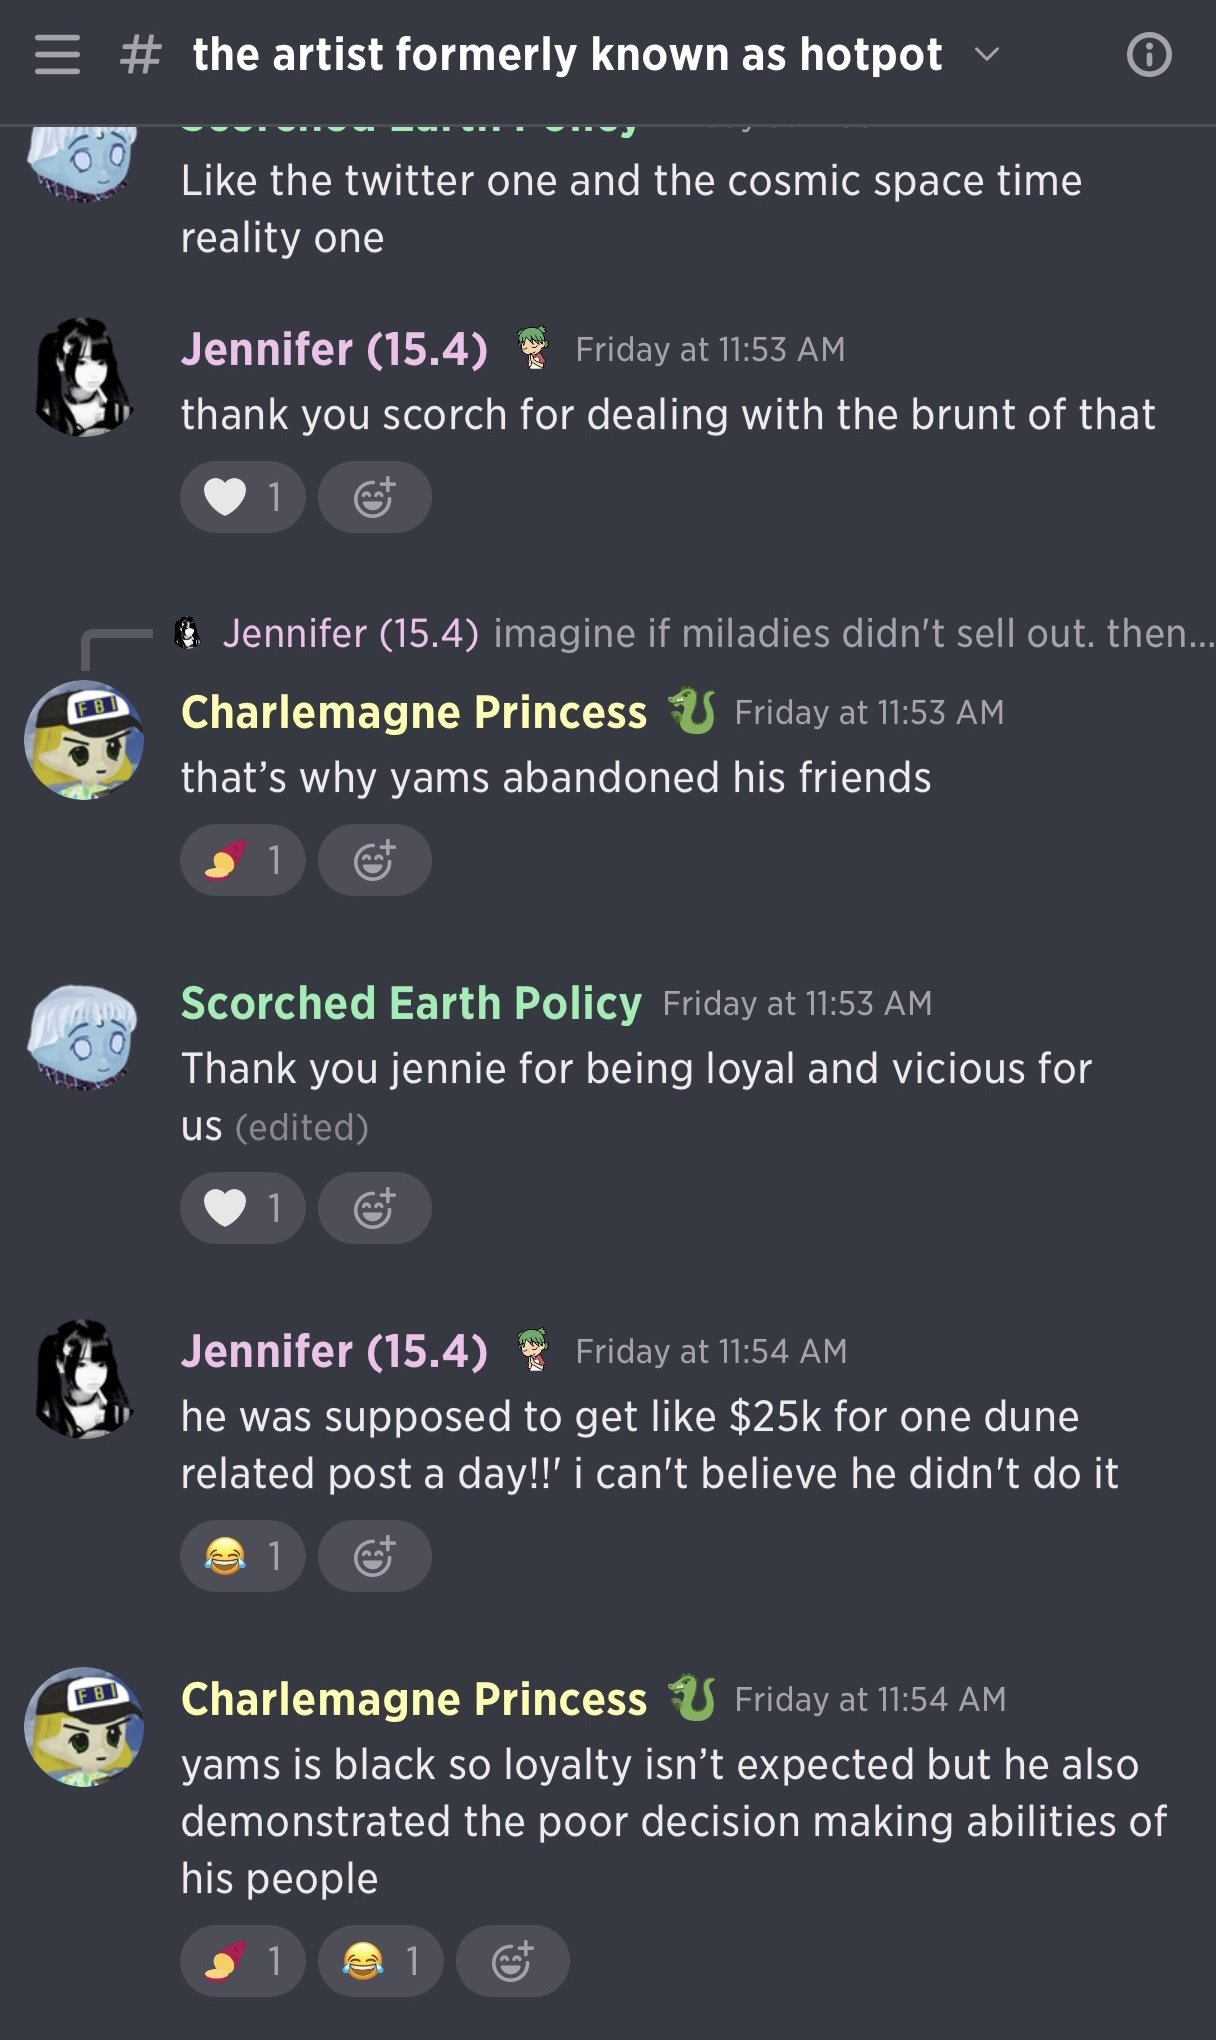 # the artist formerly known as hotpot
Scorched Earth Policy
Like the twitter one and the cosmic space time
reality one
Jennifer (15.4) Friday at 11:53 AM
thank you scorch for dealing with the brunt of that
1
Jennifer (15.4) imagine if miladies didn't sell out. then...
FBI
Charlemagne Princess Friday at 11:53 AM
that’s why yams abandoned his friends
1
Scorched Earth Policy Friday at 11:53 AM
Thank you jennie for being loyal and vicious for
us (edited)
1
Jennifer (15.4) Friday at 11:54 AM
he was supposed to get like $25k for one dune
related post a day!!' i can't believe he didn't do it
1
FBI
Charlemagne Princess Friday at 11:54 AM
yams is black so loyalty isn’t expected but he also
demonstrated the poor decision making abilities of
his people
1 1